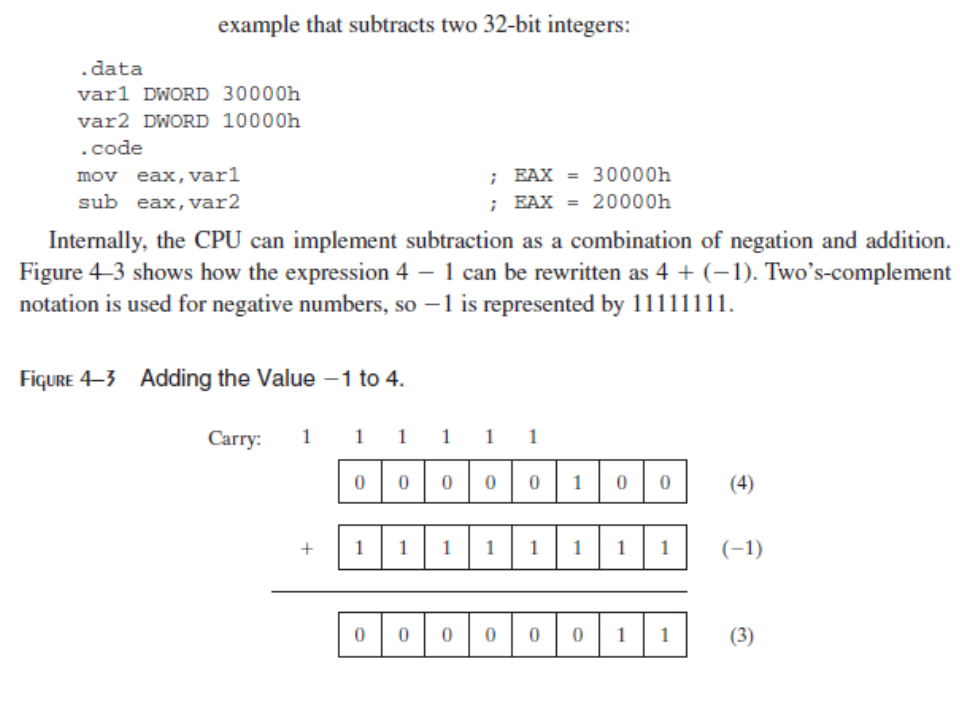 example that subtracts two 32-bit integers:
.data
var1 DWORD 30000h
var2 DWORD 10000h
.code
mov eax,var1 ; EAX = 30000h
sub eax,var2 ; EAX = 20000h
Internally, the CPU can implement subtraction as a combination of negation and addition.
Figure 4–3 shows how the expression 4 − 1 can be rewritten as 4 + (−1). Two's-complement
notation is used for negative numbers, so −1 is represented by 11111111.
FIGURE 4–3 Adding the Value −1 to 4.
Carry: 1 1 1 1 1 1
0 0 0 0 0 1 0 0 (4)
+ 1 1 1 1 1 1 1 1 (−1)
0 0 0 0 0 0 1 1 (3)